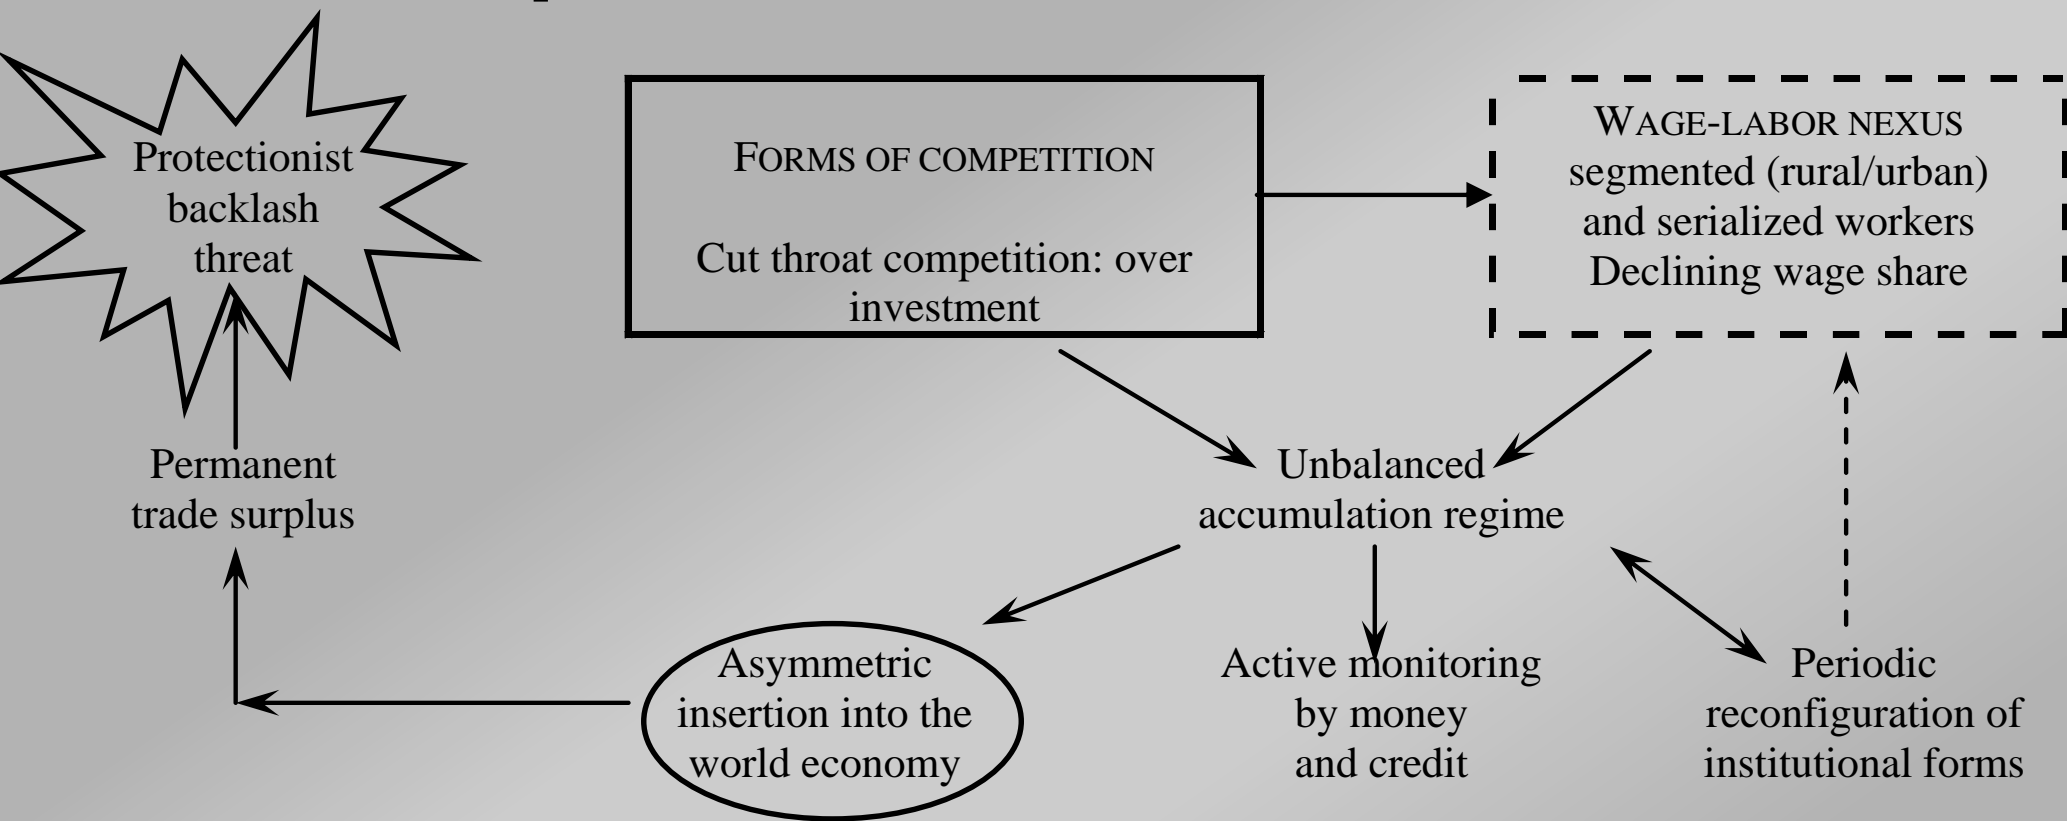 Protectionist
backlash
threat
FORMS OF COMPETITION
Cut throat competition: over
investment
WAGE-LABOR NEXUS
segmented (rural/urban)
and serialized workers
Declining wage share
Permanent
trade surplus
Unbalanced
accumulation regime
Asymmetric
insertion into the
world economy
Active monitoring
by money
and credit
Periodic
reconfiguration of
institutional forms